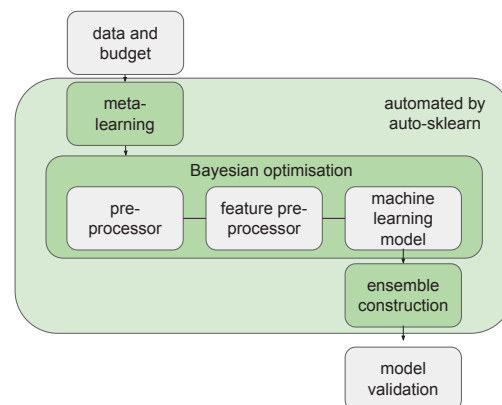 data and
budget
meta-
learning
automated by
auto-sklearn
Bayesian optimisation
pre-
processor
feature pre-
processor
machine
learning
model
ensemble
construction
model
validation